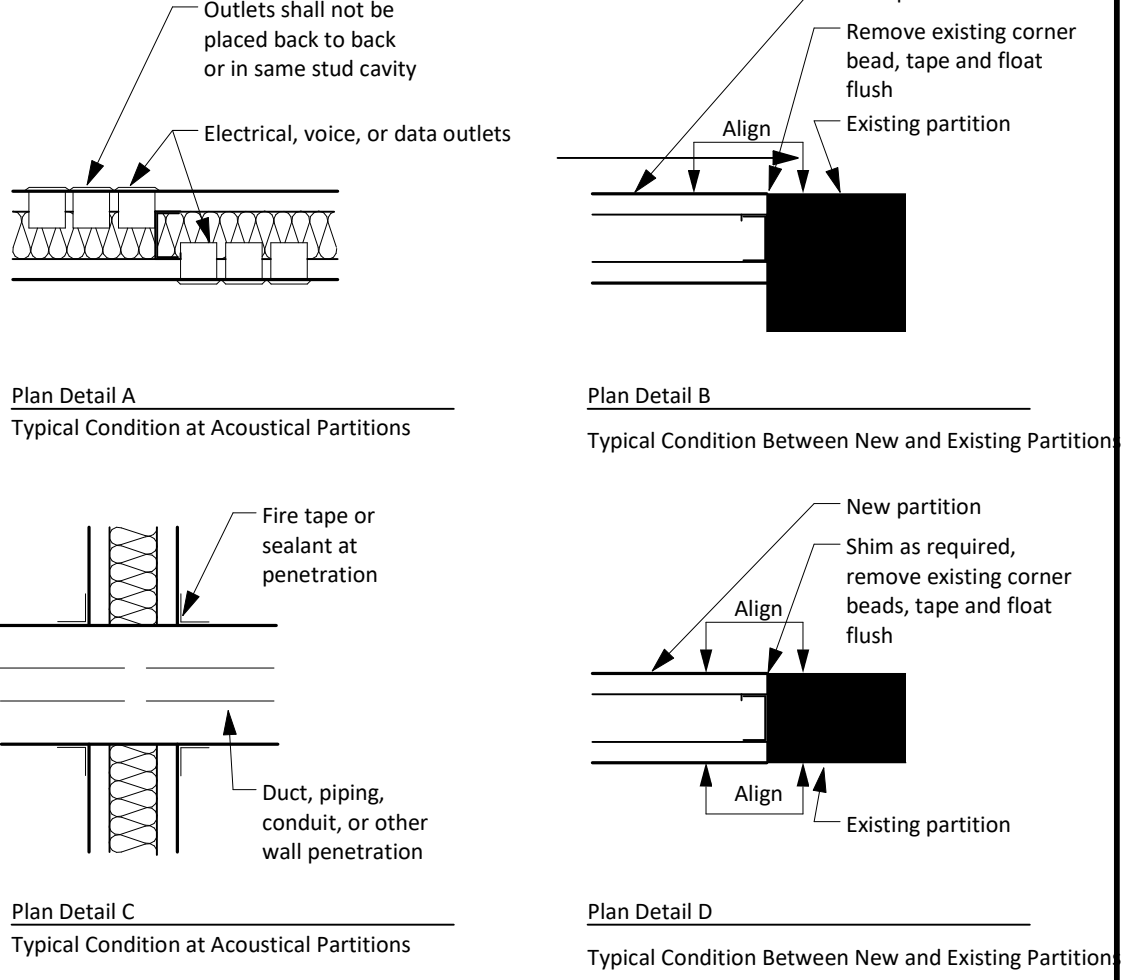 Outlets shall not be
placed back to back
or in same stud cavity
Electrical, voice, or data outlets
Plan Detail A
Typical Condition at Acoustical Partitions
Remove existing corner
bead, tape and float
flush
Align
Existing partition
Plan Detail B
Typical Condition Between New and Existing Partitions
Fire tape or
sealant at
penetration
Duct, piping,
conduit, or other
wall penetration
Plan Detail C
Typical Condition at Acoustical Partitions
New partition
Shim as required,
remove existing corner
beads, tape and float
flush
Align
Align
Existing partition
Plan Detail D
Typical Condition Between New and Existing Partitions